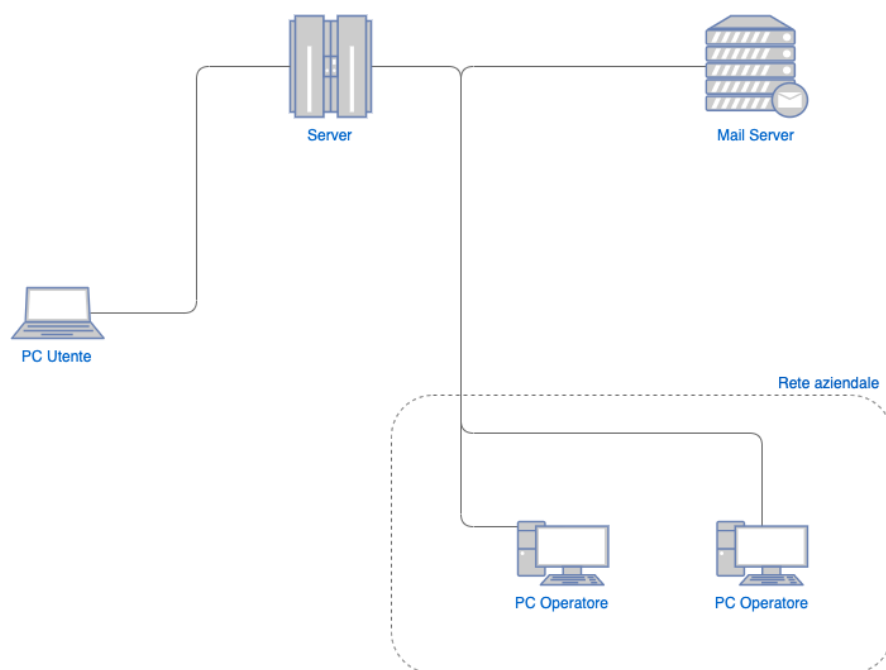 Server
Mail Server
PC Utente
Rete aziendale
PC Operatore
PC Operatore